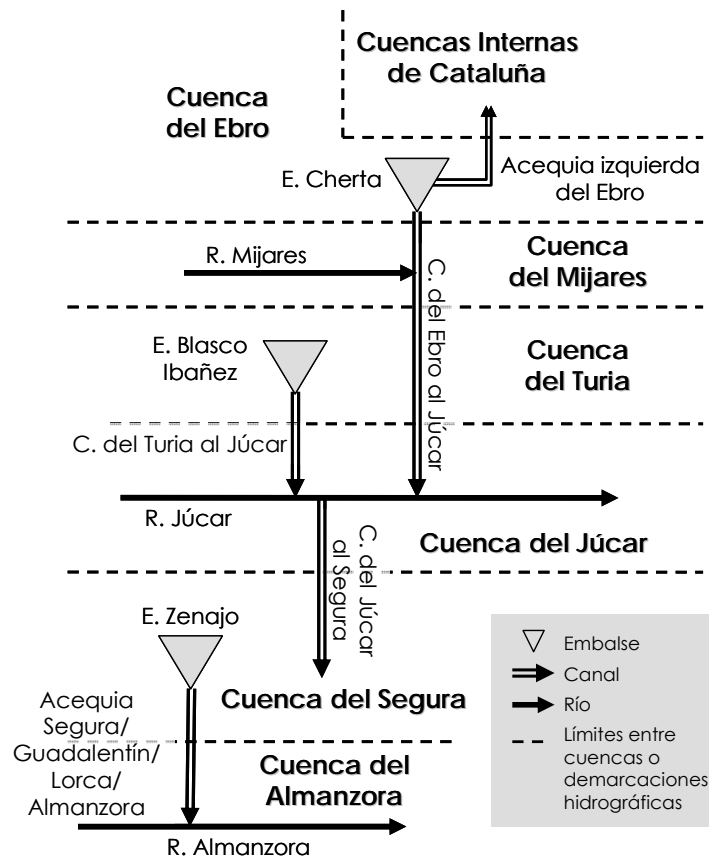 Cuencas Internas
de Cataluña
Cuenca
del Ebro
E. Cherta
Acequia izquierda
del Ebro
R. Mijares
Cuenca
del Mijares
C. del Ebro al Júcar
E. Blasco
Ibañez
Cuenca
del Turia
C. del Turia al Júcar
R. Júcar
Cuenca del Júcar
C. del Júcar
al Segura
E. Zenajo
Cuenca del Segura
Acequia
Segura/
Guadalentín/
Lorca/
Almanzora
Cuenca del
Almanzora
R. Almanzora
Embalse
Canal
Río
Límites entre
cuencas o
demarcaciones
hidrográficas